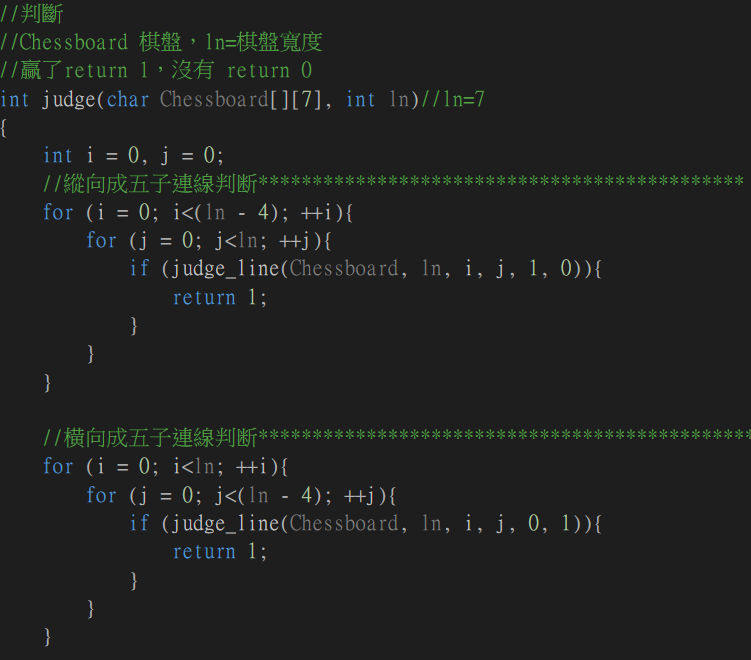 //判斷
//Chessboard 棋盤，ln=棋盤寬度
//贏了return 1，沒有 return 0
int judge(char Chessboard[][7], int ln)//ln=7
{
    int i = 0, j = 0;
    //縱向成五子連線判断*********************************************
    for (i = 0; i<(ln - 4); ++i){
        for (j = 0; j<ln; ++j){
            if (judge_line(Chessboard, ln, i, j, 1, 0)){
                return 1;
            }
        }
    }
    //橫向成五子連線判断**********************************************
    for (i = 0; i<ln; ++i){
        for (j = 0; j<(ln - 4); ++j){
            if (judge_line(Chessboard, ln, i, j, 0, 1)){
                return 1;
            }
        }
    }